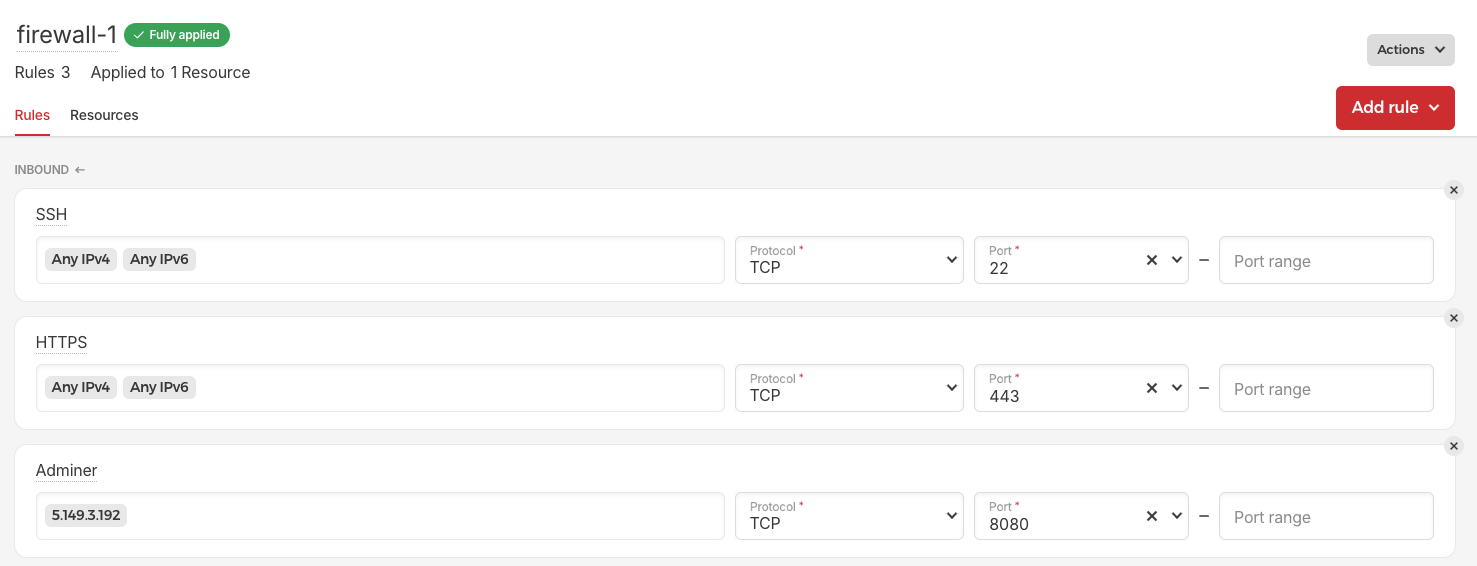 firewall-1 Fully applied
Actions
Rules 3 Applied to 1 Resource
Add rule
Rules Resources
INBOUND ←
SSH
Any IPv4 Any IPv6 Protocol * TCP Port * 22 – Port range
HTTPS
Any IPv4 Any IPv6 Protocol * TCP Port * 443 – Port range
Adminer
5.149.3.192 Protocol * TCP Port * 8080 – Port range